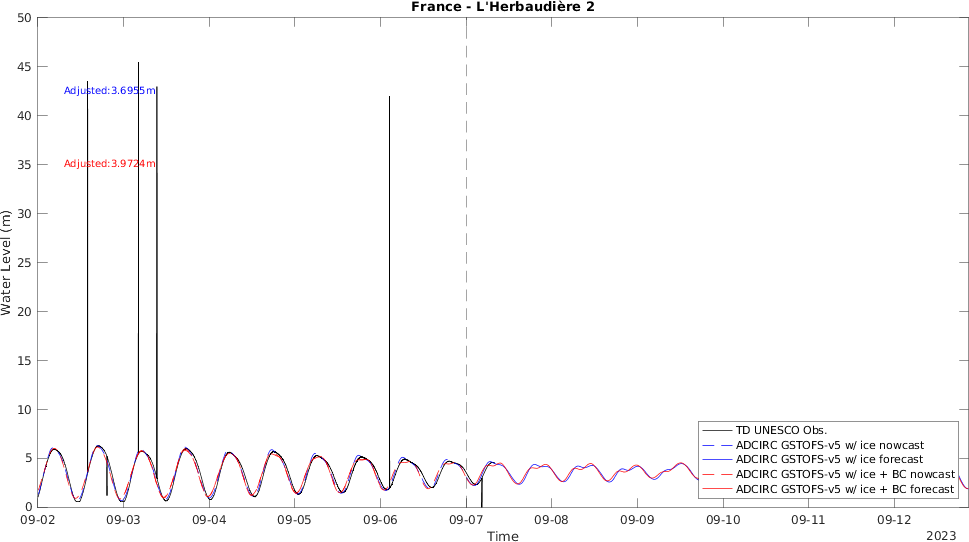 France - L'Herbaudière 2
50
45
40
35
30
25
20
15
10
5
0
Water Level (m)
Adjusted:3.6955m
Adjusted:3.9724m
TD UNESCO Obs.
ADCIRC GSTOFS-v5 w/ ice nowcast
ADCIRC GSTOFS-v5 w/ ice forecast
ADCIRC GSTOFS-v5 w/ ice + BC nowcast
ADCIRC GSTOFS-v5 w/ ice + BC forecast
09-02 09-03 09-04 09-05 09-06 09-07 09-08 09-09 09-10 09-11 09-12
Time
2023